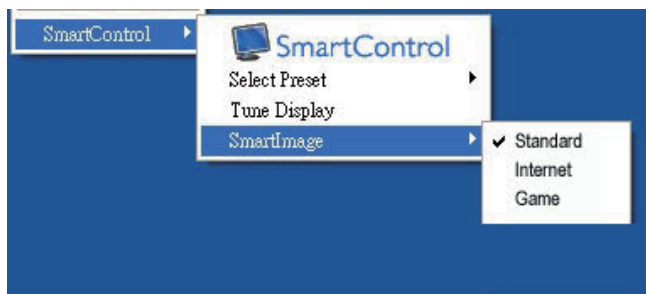 SmartControl
SmartControl
Select Preset
Tune Display
SmartImage
Standard
Internet
Game